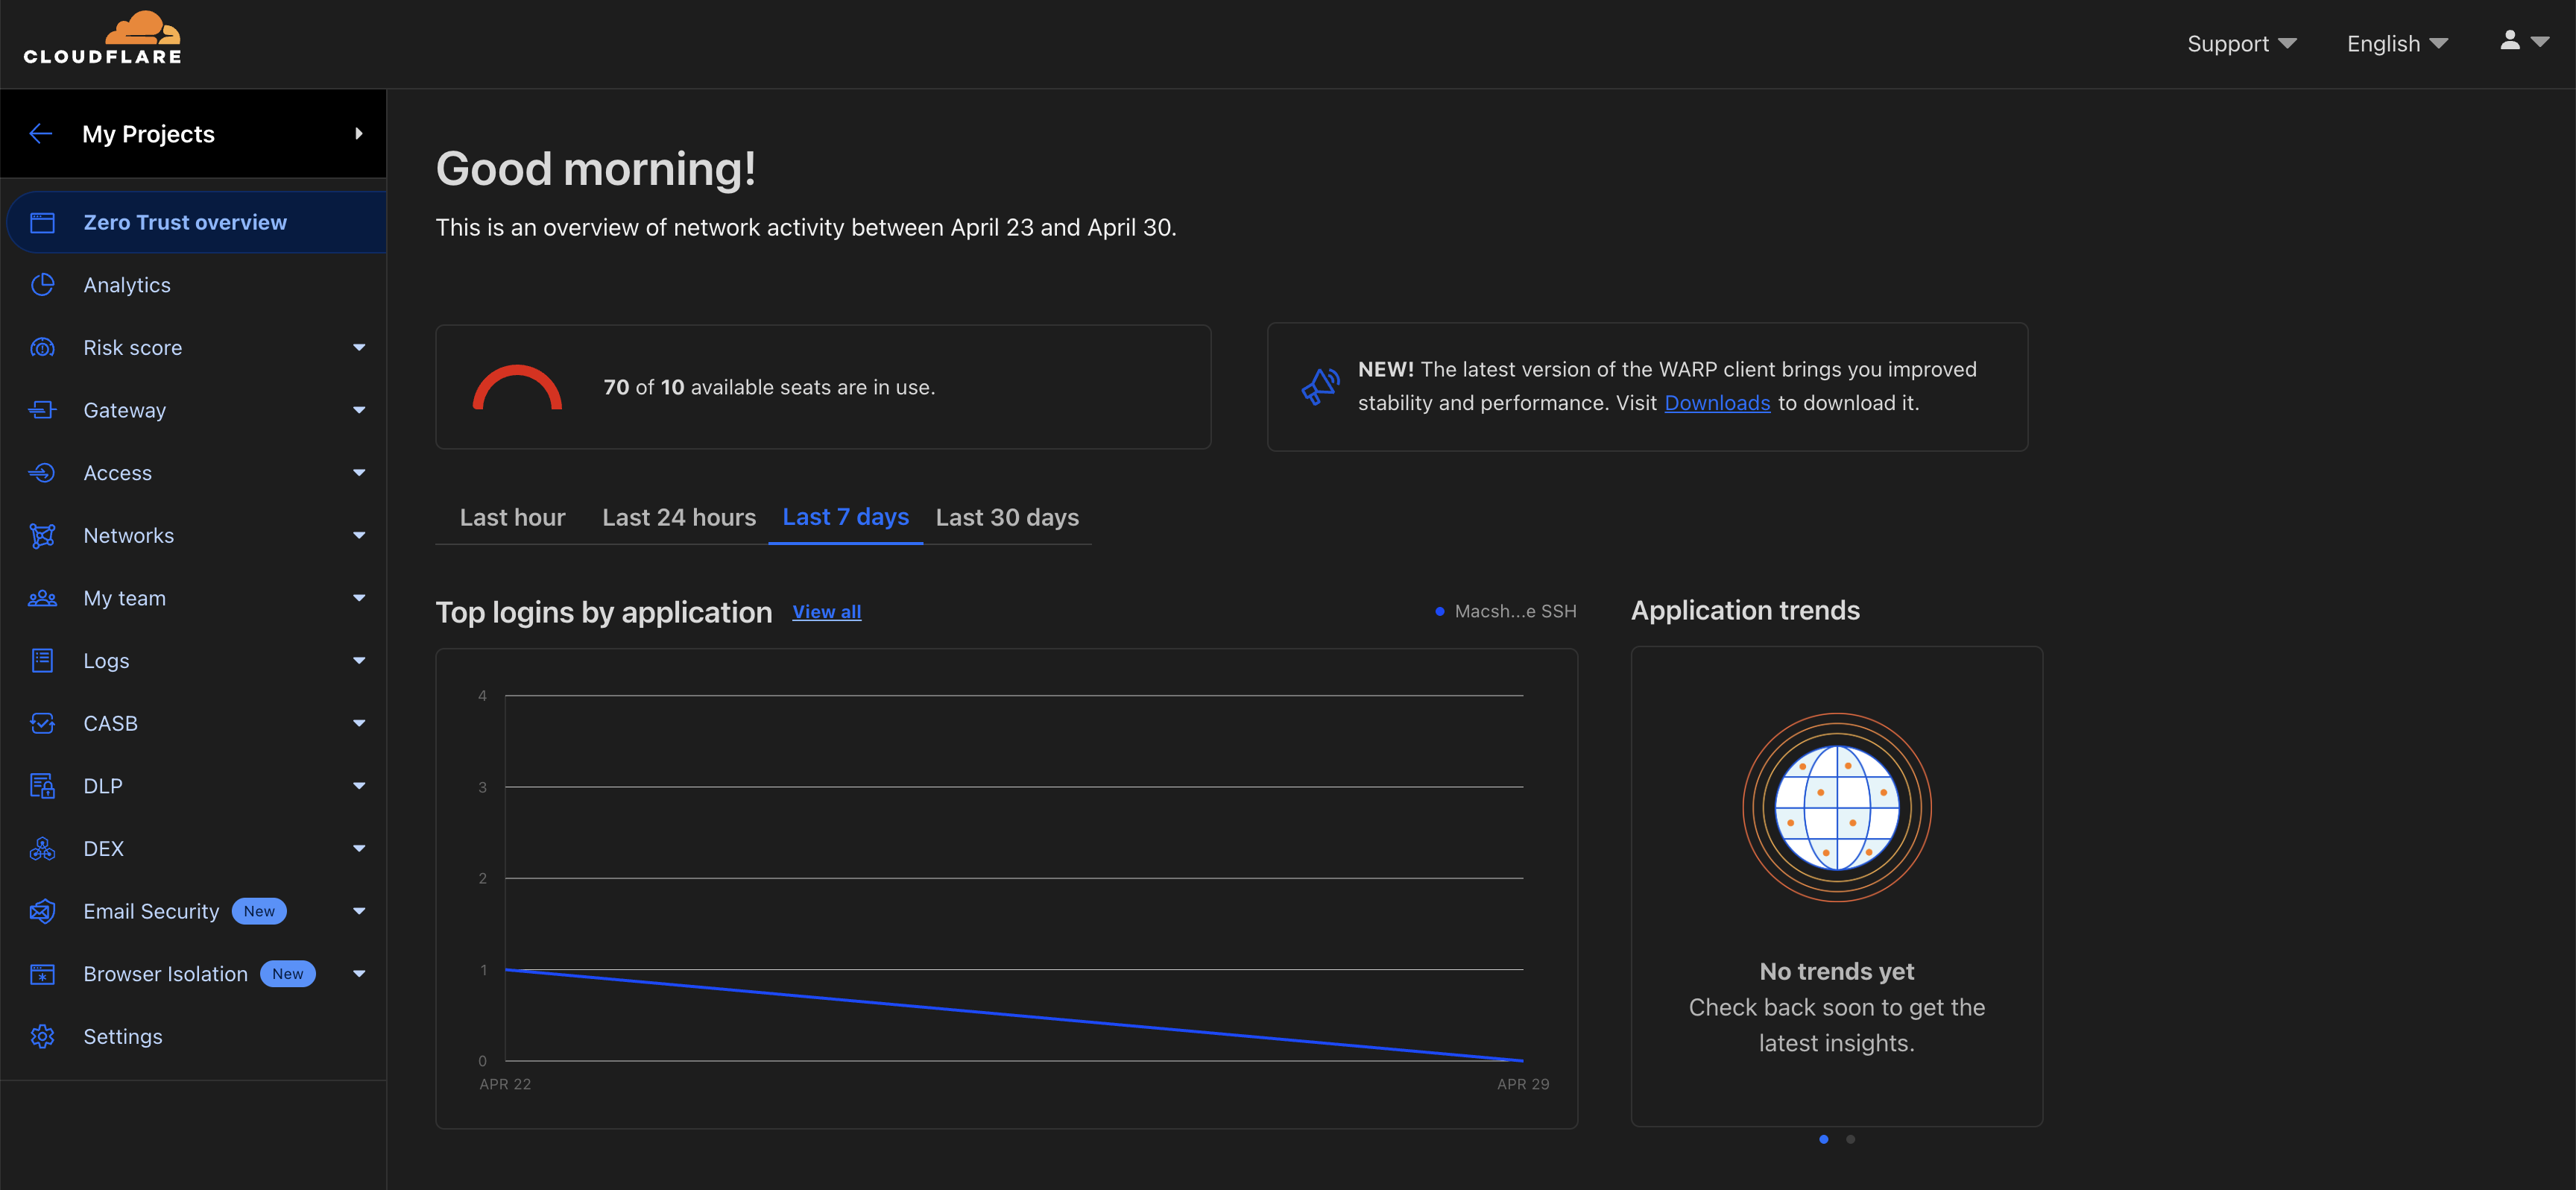 CLOUDFLARE
Support
English
My Projects
Zero Trust overview
Analytics
Risk score
Gateway
Access
Networks
My team
Logs
CASB
DLP
DEX
Email Security New
Browser Isolation New
Settings
Good morning!
This is an overview of network activity between April 23 and April 30.
70 of 10 available seats are in use.
NEW! The latest version of the WARP client brings you improved
stability and performance. Visit Downloads to download it.
Last hour
Last 24 hours
Last 7 days
Last 30 days
Top logins by application
View all
Macsh...e SSH
4
3
2
1
0
APR 22
APR 29
Application trends
No trends yet
Check back soon to get the
latest insights.